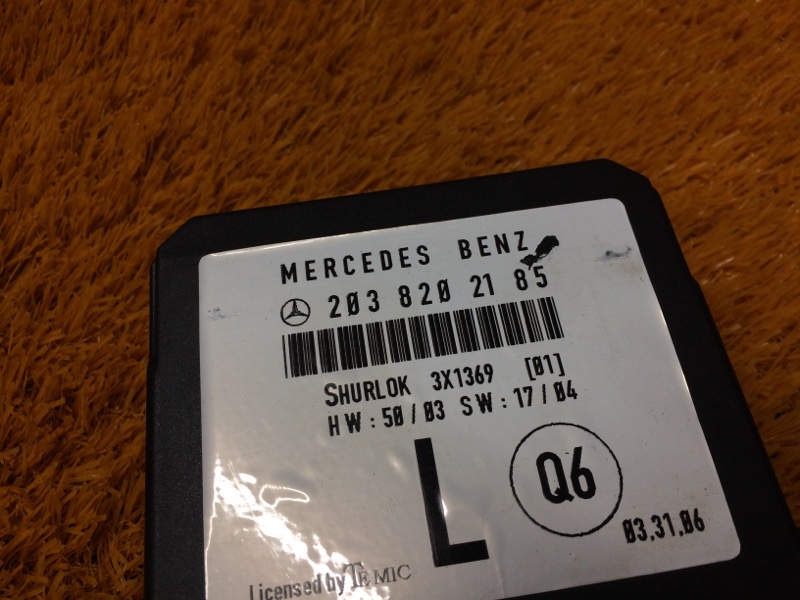 MERCEDES BENZ
203 820 21 85
SHURLOK 3X1369 [01]
HW: 50/03 SW: 17/04
L
Q6
03.31.06
Licensed by TEMIC